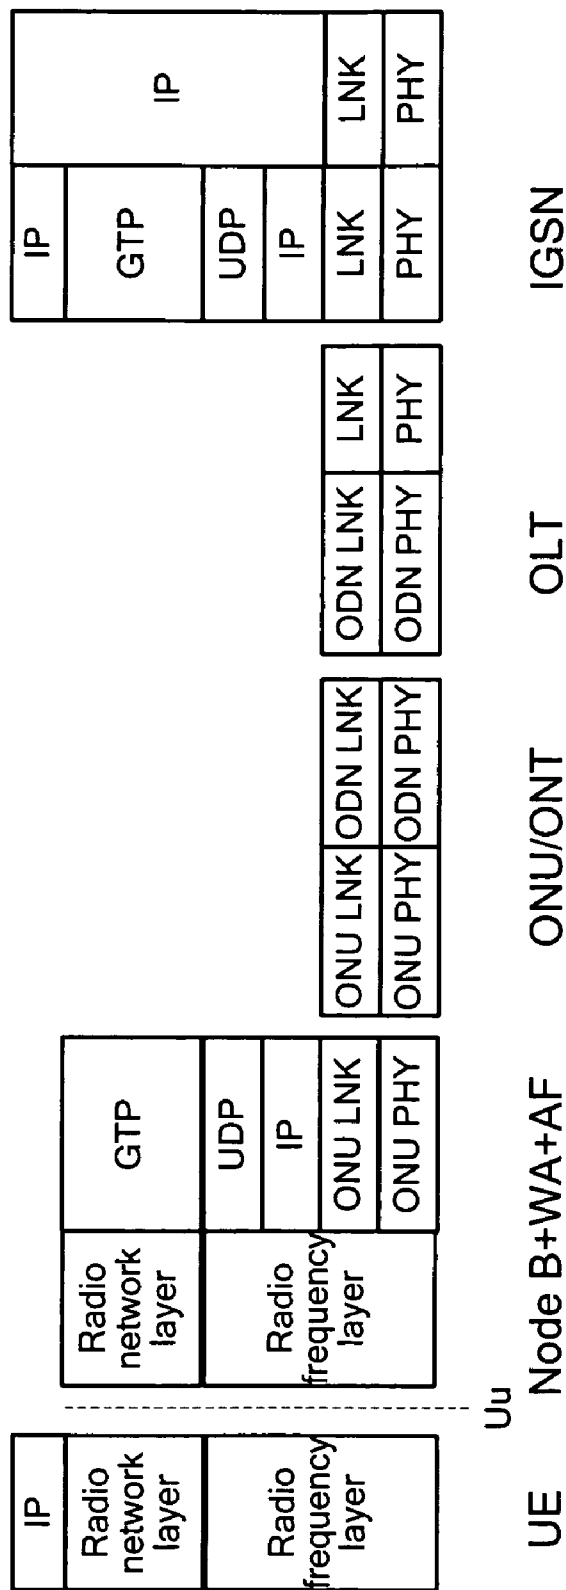 IP
Radio
network
layer
Radio
frequency
layer
UE
Uu
Radio
network
layer
Radio
frequency
layer
GTP
UDP
IP
ONU LNK
ONU PHY
Node B+WA+AF
ONU LNK
ODN LNK
ONU PHY
ODN PHY
ONU/ONT
ODN LNK
LNK
ODN PHY
PHY
OLT
IP
GTP
UDP
IP
LNK
PHY
IP
LNK
PHY
IGSN